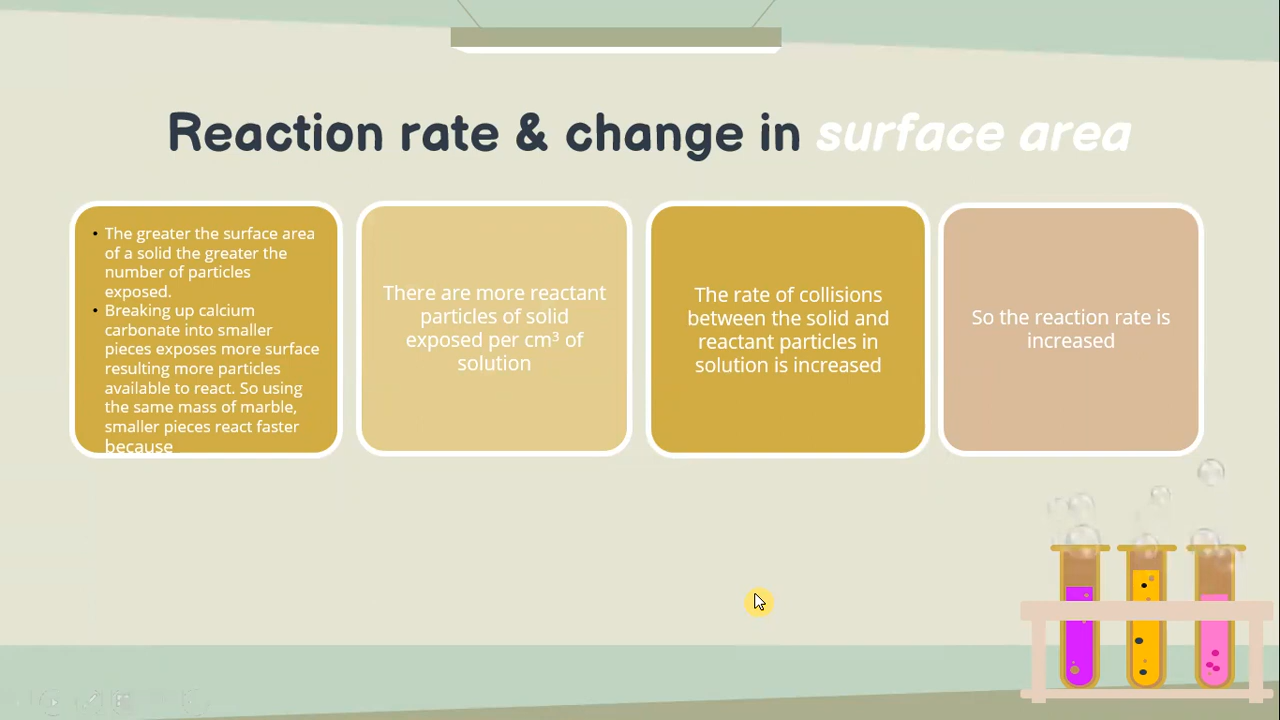 Reaction rate & change in surface area
The greater the surface area
of a solid the greater the
number of particles
exposed.
Breaking up calcium
carbonate into smaller
pieces exposes more surface
resulting more particles
available to react. So using
the same mass of marble,
smaller pieces react faster
because
There are more reactant
particles of solid
exposed per cm³ of
solution
The rate of collisions
between the solid and
reactant particles in
solution is increased
So the reaction rate is
increased